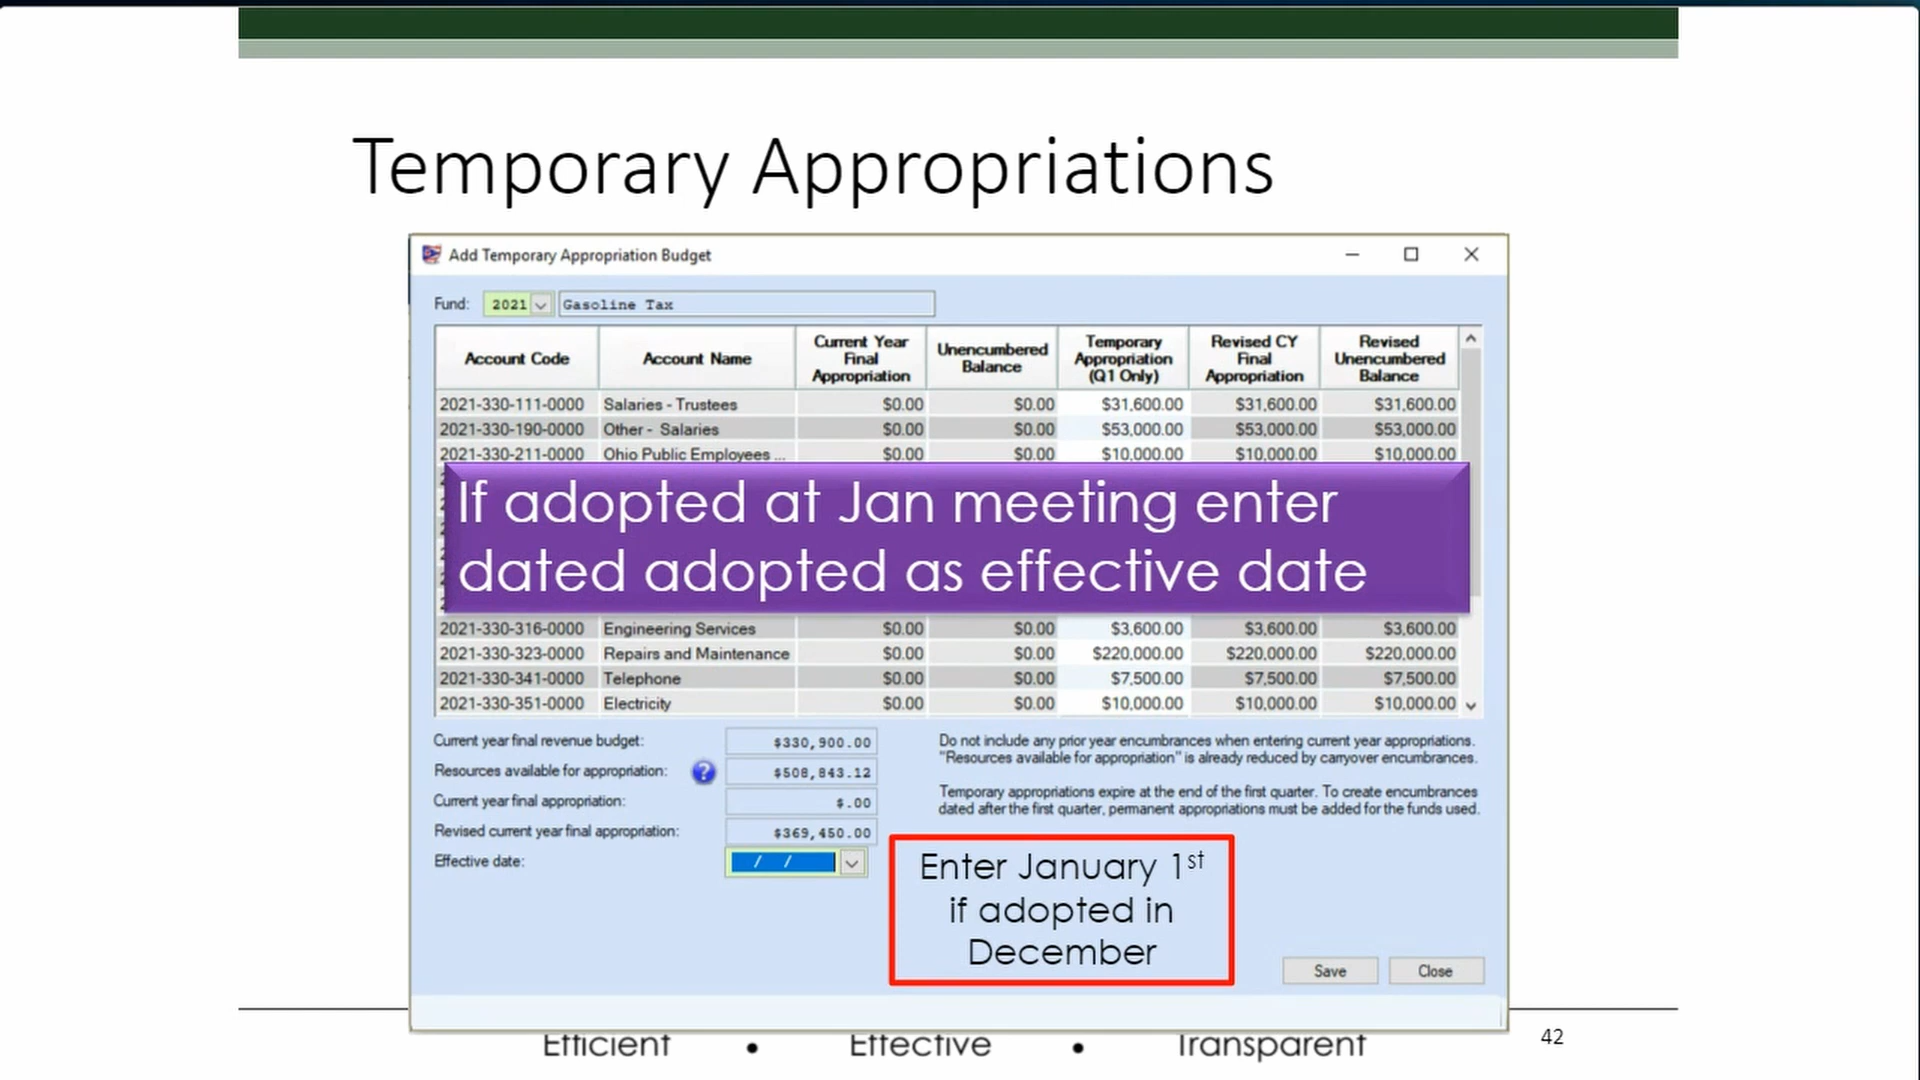 Temporary Appropriations
Add Temporary Appropriation Budget
Fund: 2021 Gasoline Tax
Account Code Account Name Current Year Final Appropriation Unencumbered Balance Temporary Appropriation (Q1 Only) Revised CY Final Appropriation Revised Unencumbered Balance
2021-330-111-0000 Salaries - Trustees $0.00 $0.00 $31,600.00 $31,600.00 $31,600.00
2021-330-190-0000 Other - Salaries $0.00 $0.00 $53,000.00 $53,000.00 $53,000.00
2021-330-211-0000 Ohio Public Employees ... $0.00 $0.00 $10,000.00 $10,000.00 $10,000.00
If adopted at Jan meeting enter
dated adopted as effective date
2021-330-316-0000 Engineering Services $0.00 $0.00 $3,600.00 $3,600.00 $3,600.00
2021-330-323-0000 Repairs and Maintenance $0.00 $0.00 $220,000.00 $220,000.00 $220,000.00
2021-330-341-0000 Telephone $0.00 $0.00 $7,500.00 $7,500.00 $7,500.00
2021-330-351-0000 Electricity $0.00 $0.00 $10,000.00 $10,000.00 $10,000.00
Current year final revenue budget: $330,900.00
Resources available for appropriation: ? $508,843.12
Current year final appropriation: $.00
Revised current year final appropriation: $369,450.00
Effective date: / /
Do not include any prior year encumbrances when entering current year appropriations.
"Resources available for appropriation" is already reduced by carryover encumbrances.
Temporary appropriations expire at the end of the first quarter. To create encumbrances
dated after the first quarter, permanent appropriations must be added for the funds used.
Enter January 1st
if adopted in
December
Save Close
Efficient • Effective • Transparent
42